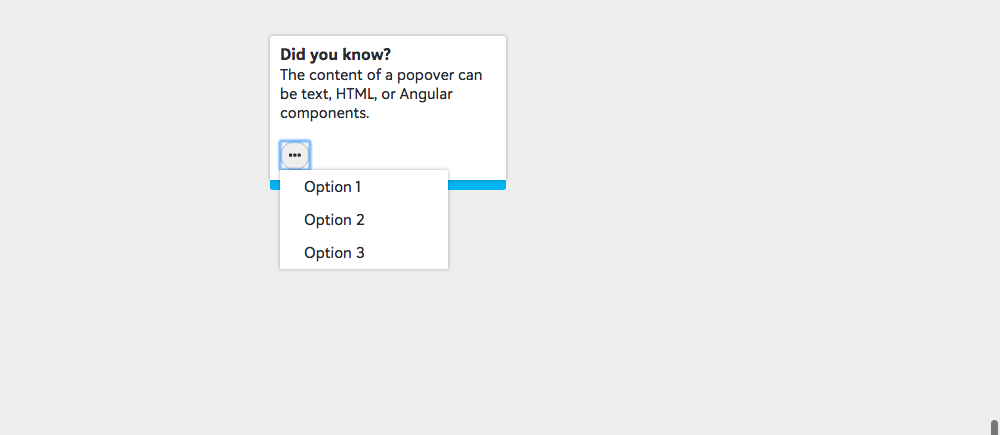 Did you know?
The content of a popover can
be text, HTML, or Angular
components.
Option 1
Option 2
Option 3